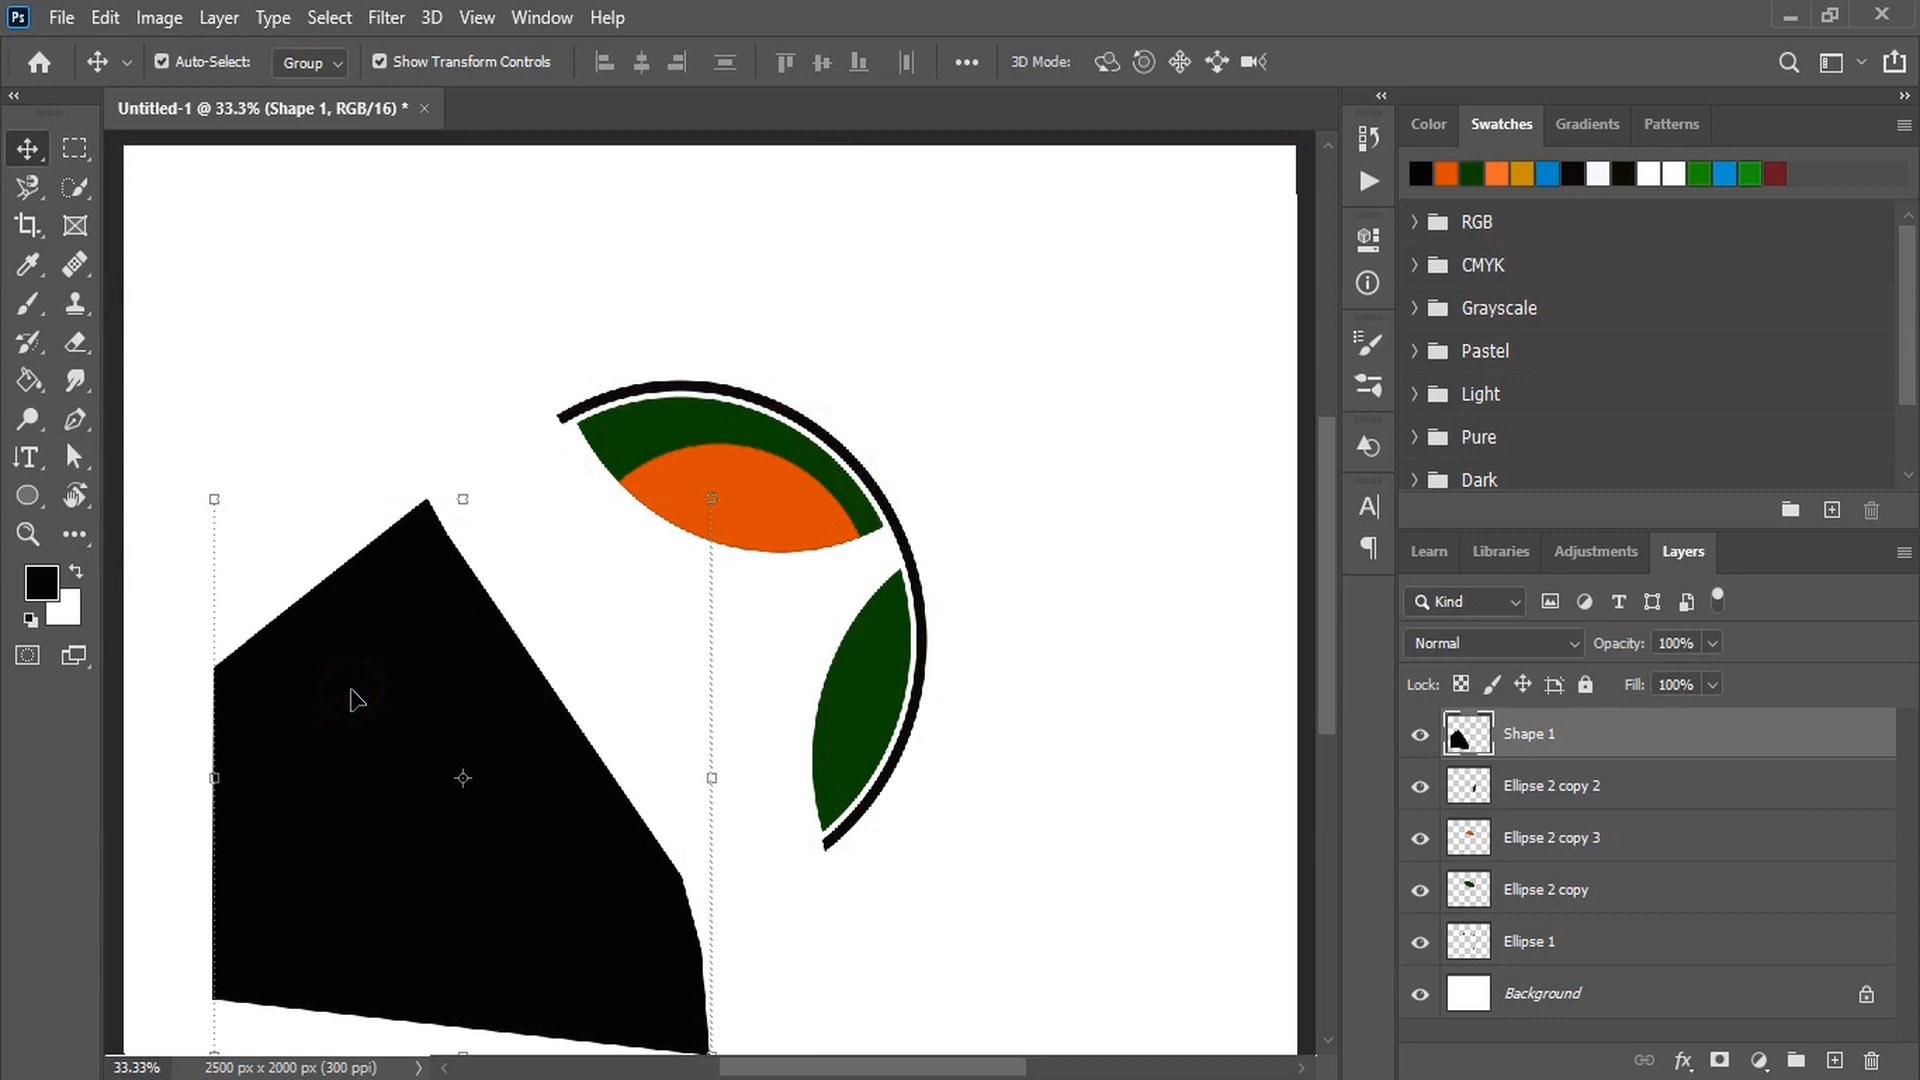 Ps File Edit Image Layer Type Select Filter 3D View Window Help
Auto-Select: Group Show Transform Controls 3D Mode:
Untitled-1 @ 33.3% (Shape 1, RGB/16) *
Color Swatches Gradients Patterns
RGB
CMYK
Grayscale
Pastel
Light
Pure
Dark
Learn Libraries Adjustments Layers
Kind
Normal Opacity: 100%
Lock: Fill: 100%
Shape 1
Ellipse 2 copy 2
Ellipse 2 copy 3
Ellipse 2 copy
Ellipse 1
Background
33.33% 2500 px x 2000 px (300 ppi)